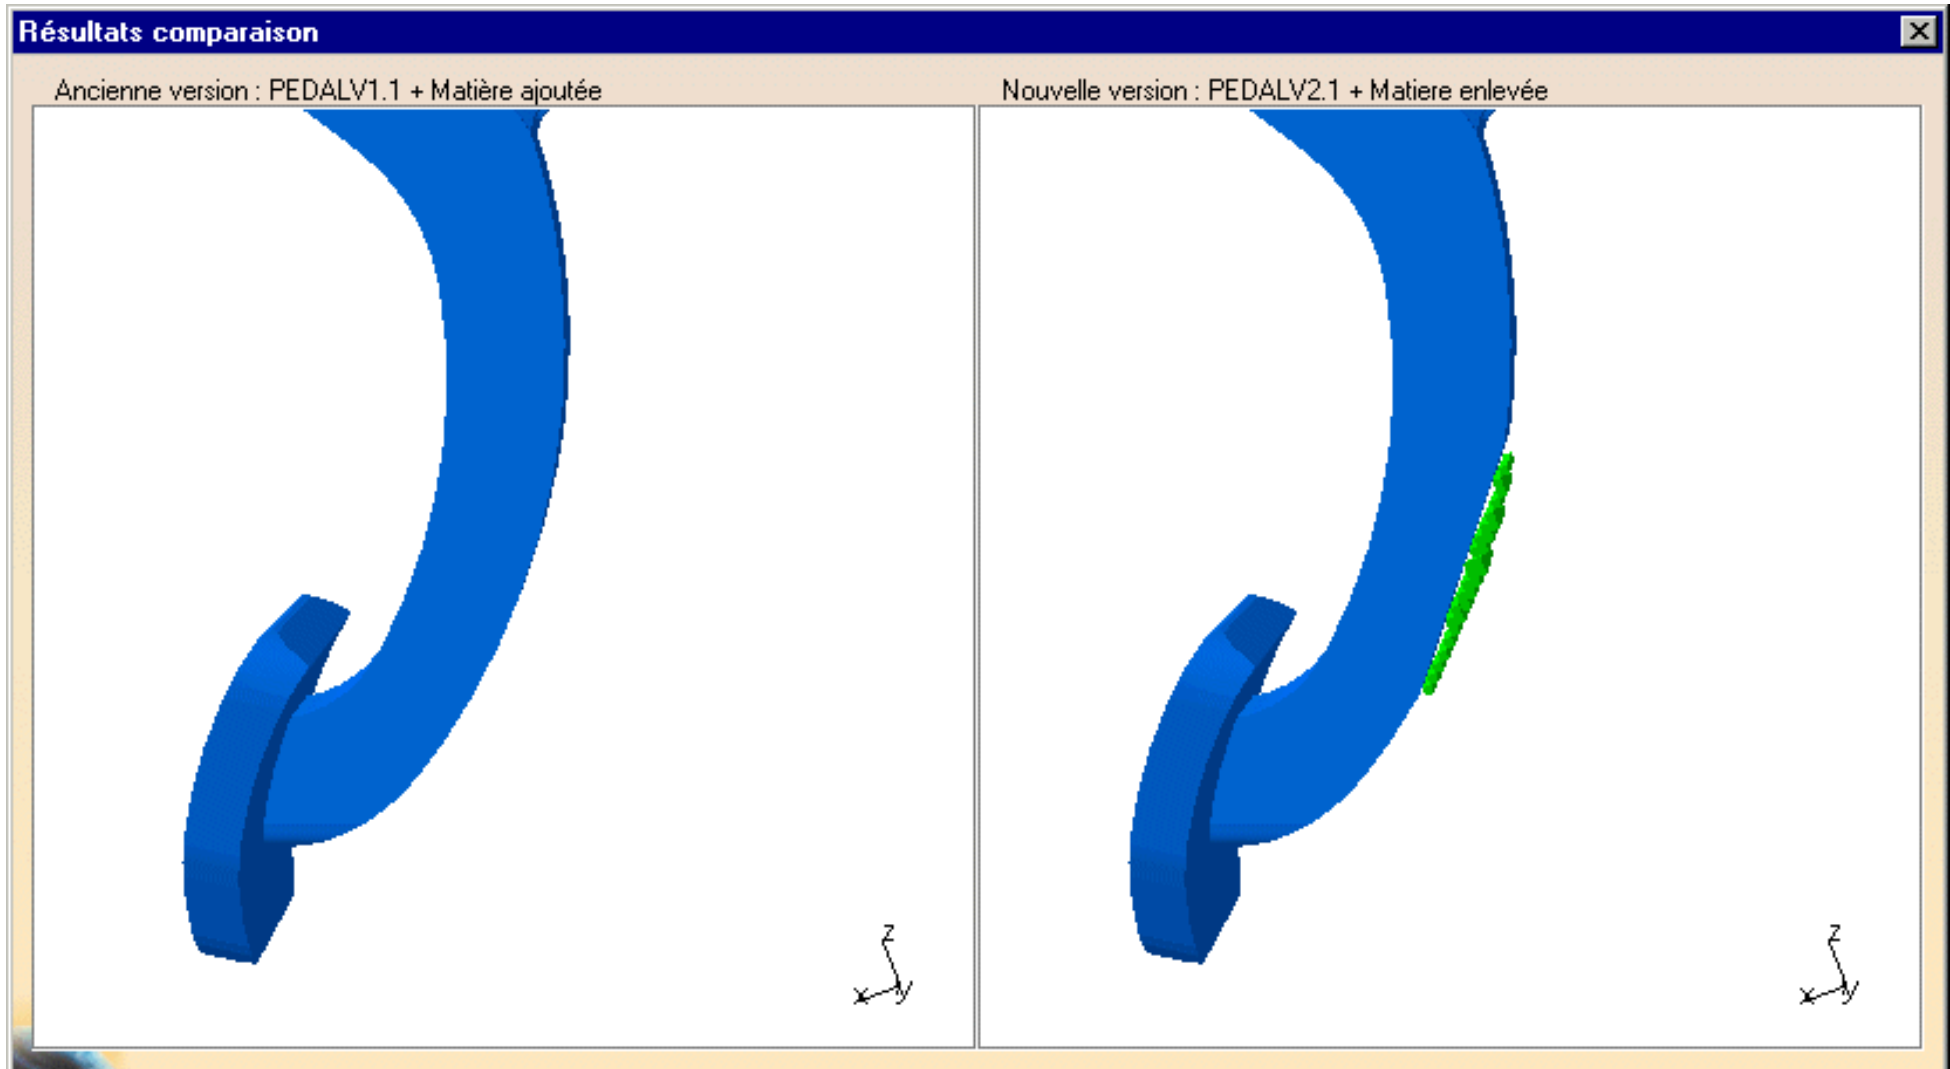 Résultats comparaison
Ancienne version : PEDALV1.1 + Matière ajoutée
Nouvelle version : PEDALV2.1 + Matiere enlevée
z
x y
z
x y